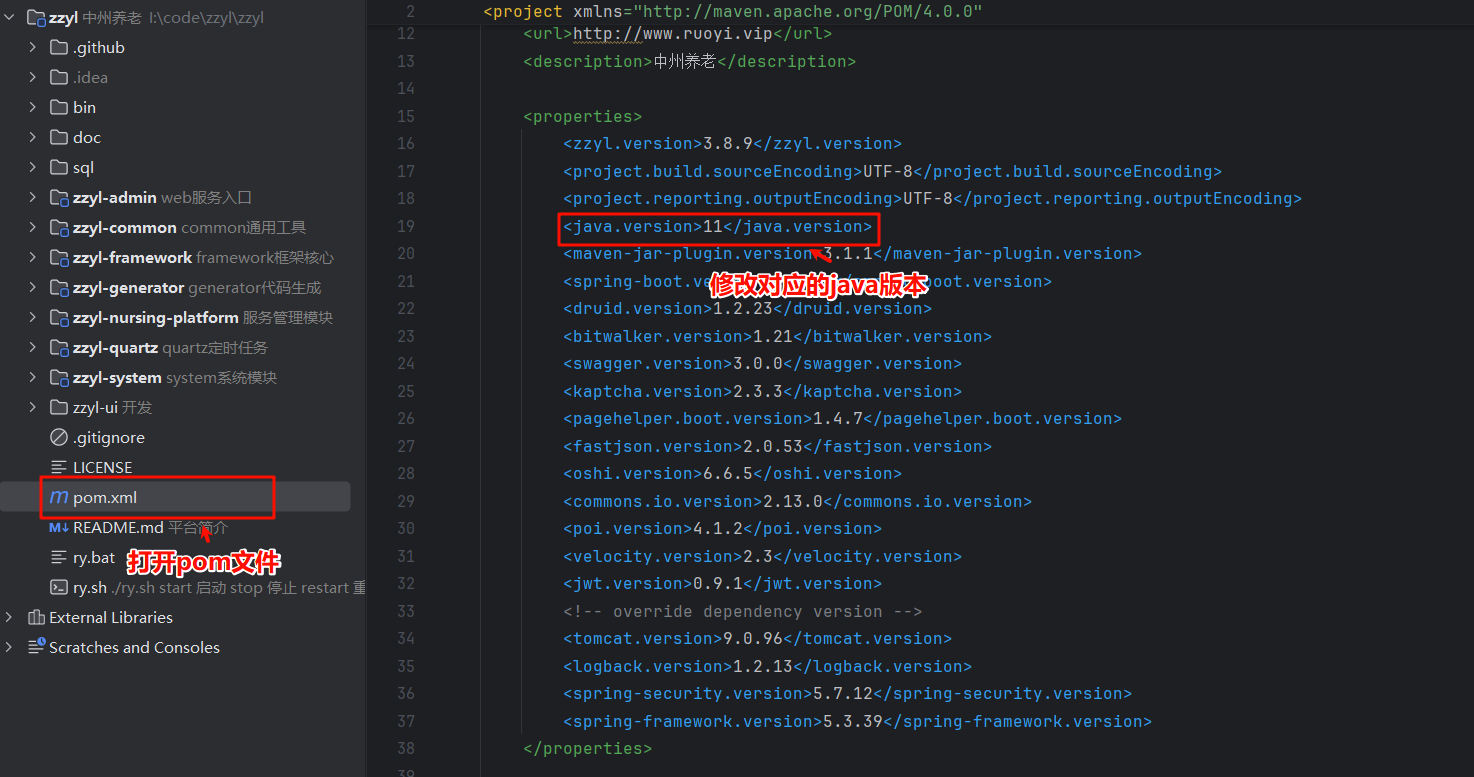 zzyl 中州养老 I:\code\zzyl\zzyl
.github
.idea
bin
doc
sql
zzyl-admin web服务入口
zzyl-common common通用工具
zzyl-framework framework框架核心
zzyl-generator generator代码生成
zzyl-nursing-platform 服务管理模块
zzyl-quartz quartz定时任务
zzyl-system system系统模块
zzyl-ui 开发
.gitignore
LICENSE
pom.xml
README.md 平台简介
ry.bat
打开pom文件
ry.sh ./ry.sh start 启动 stop 停止 restart 重
External Libraries
Scratches and Consoles
2 <project xmlns="http://maven.apache.org/POM/4.0.0"
12 <url>http://www.ruoyi.vip</url>
13 <description>中州养老</description>
14
15 <properties>
16 <zzyl.version>3.8.9</zzyl.version>
17 <project.build.sourceEncoding>UTF-8</project.build.sourceEncoding>
18 <project.reporting.outputEncoding>UTF-8</project.reporting.outputEncoding>
19 <java.version>11</java.version>
20 <maven-jar-plugin.version>3.1.1</maven-jar-plugin.version>
修改对应的java版本
21 <spring-boot.ve boot.version>
22 <druid.version>1.2.23</druid.version>
23 <bitwalker.version>1.21</bitwalker.version>
24 <swagger.version>3.0.0</swagger.version>
25 <kaptcha.version>2.3.3</kaptcha.version>
26 <pagehelper.boot.version>1.4.7</pagehelper.boot.version>
27 <fastjson.version>2.0.53</fastjson.version>
28 <oshi.version>6.6.5</oshi.version>
29 <commons.io.version>2.13.0</commons.io.version>
30 <poi.version>4.1.2</poi.version>
31 <velocity.version>2.3</velocity.version>
32 <jwt.version>0.9.1</jwt.version>
33 <!-- override dependency version -->
34 <tomcat.version>9.0.96</tomcat.version>
35 <logback.version>1.2.13</logback.version>
36 <spring-security.version>5.7.12</spring-security.version>
37 <spring-framework.version>5.3.39</spring-framework.version>
38 </properties>